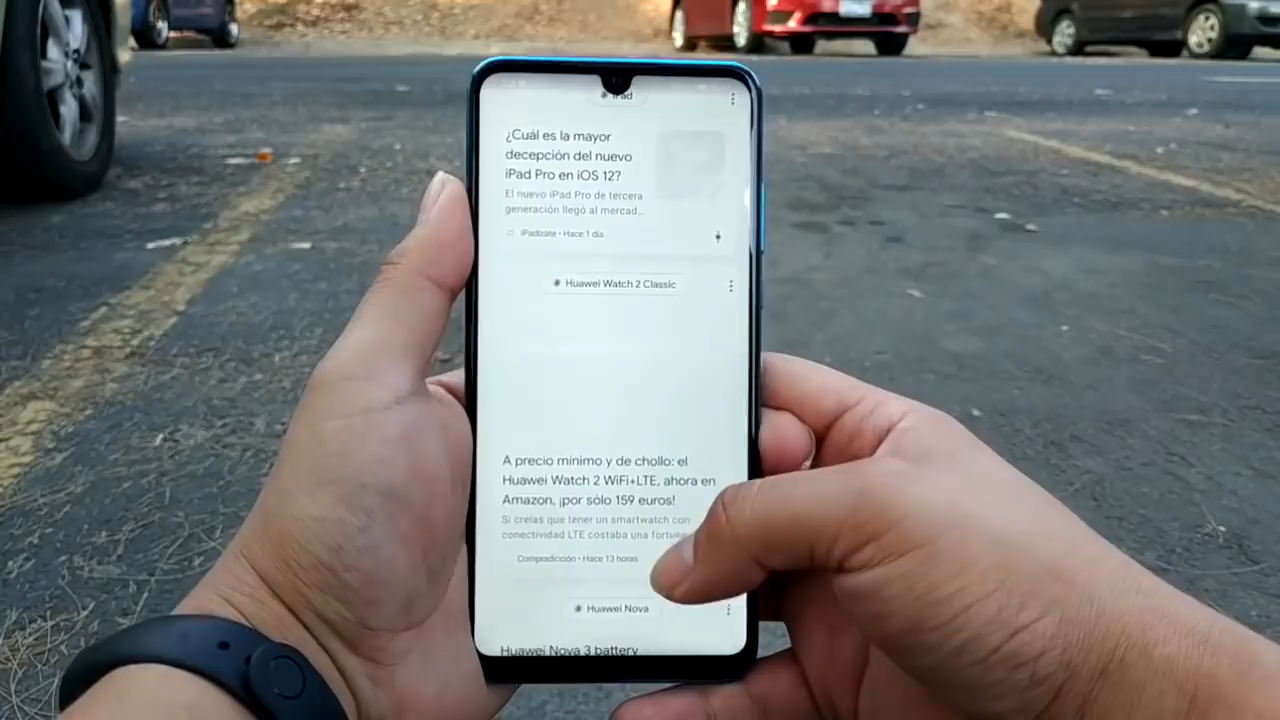 iPad
¿Cuál es la mayor
decepción del nuevo
iPad Pro en iOS 12?
El nuevo iPad Pro de tercera
generación llegó al mercad...
iPadizate • Hace 1 día
Huawei Watch 2 Classic
A precio mínimo y de chollo: el
Huawei Watch 2 WiFi+LTE, ahora en
Amazon, ¡por sólo 159 euros!
Si creías que tener un smartwatch con
conectividad LTE costaba una fortuna
Compradiccion • Hace 13 horas
Huawei Nova
Huawei Nova 3 battery